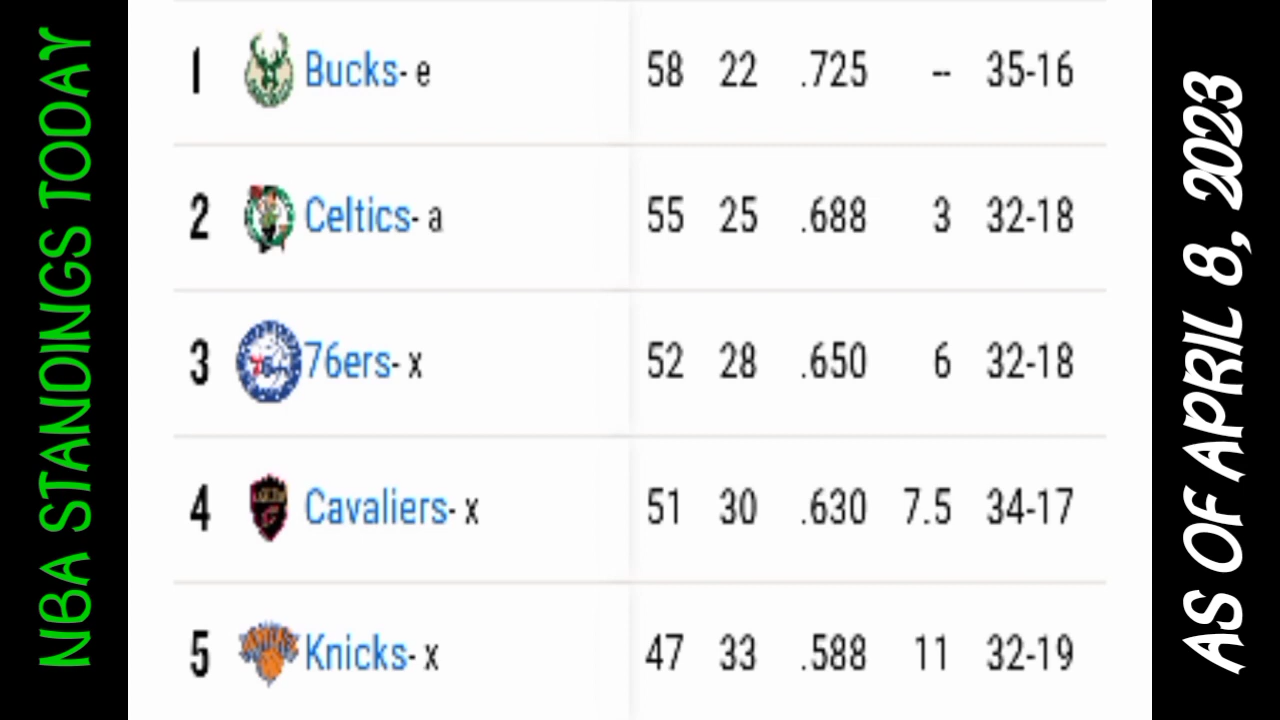 NBA STANDINGS TODAY
1 Bucks- e 58 22 .725 -- 35-16
2 Celtics- a 55 25 .688 3 32-18
3 76ers- x 52 28 .650 6 32-18
4 Cavaliers- x 51 30 .630 7.5 34-17
5 Knicks- x 47 33 .588 11 32-19
AS OF APRIL 8, 2023